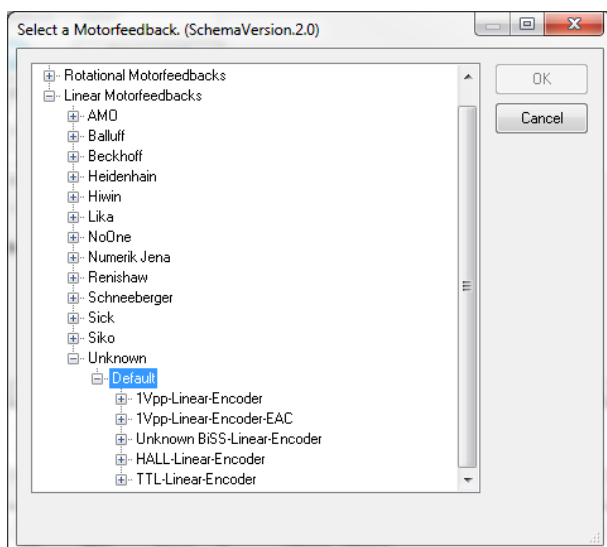 Select a Motorfeedback. (SchemaVersion.2.0)
Rotational Motorfeedbacks
Linear Motorfeedbacks
AMO
Balluff
Beckhoff
Heidenhain
Hiwin
Lika
NoOne
Numerik Jena
Renishaw
Schneeberger
Sick
Siko
Unknown
Default
1Vpp-Linear-Encoder
1Vpp-Linear-Encoder-EAC
Unknown BiSS-Linear-Encoder
HALL-Linear-Encoder
TTL-Linear-Encoder
OK
Cancel